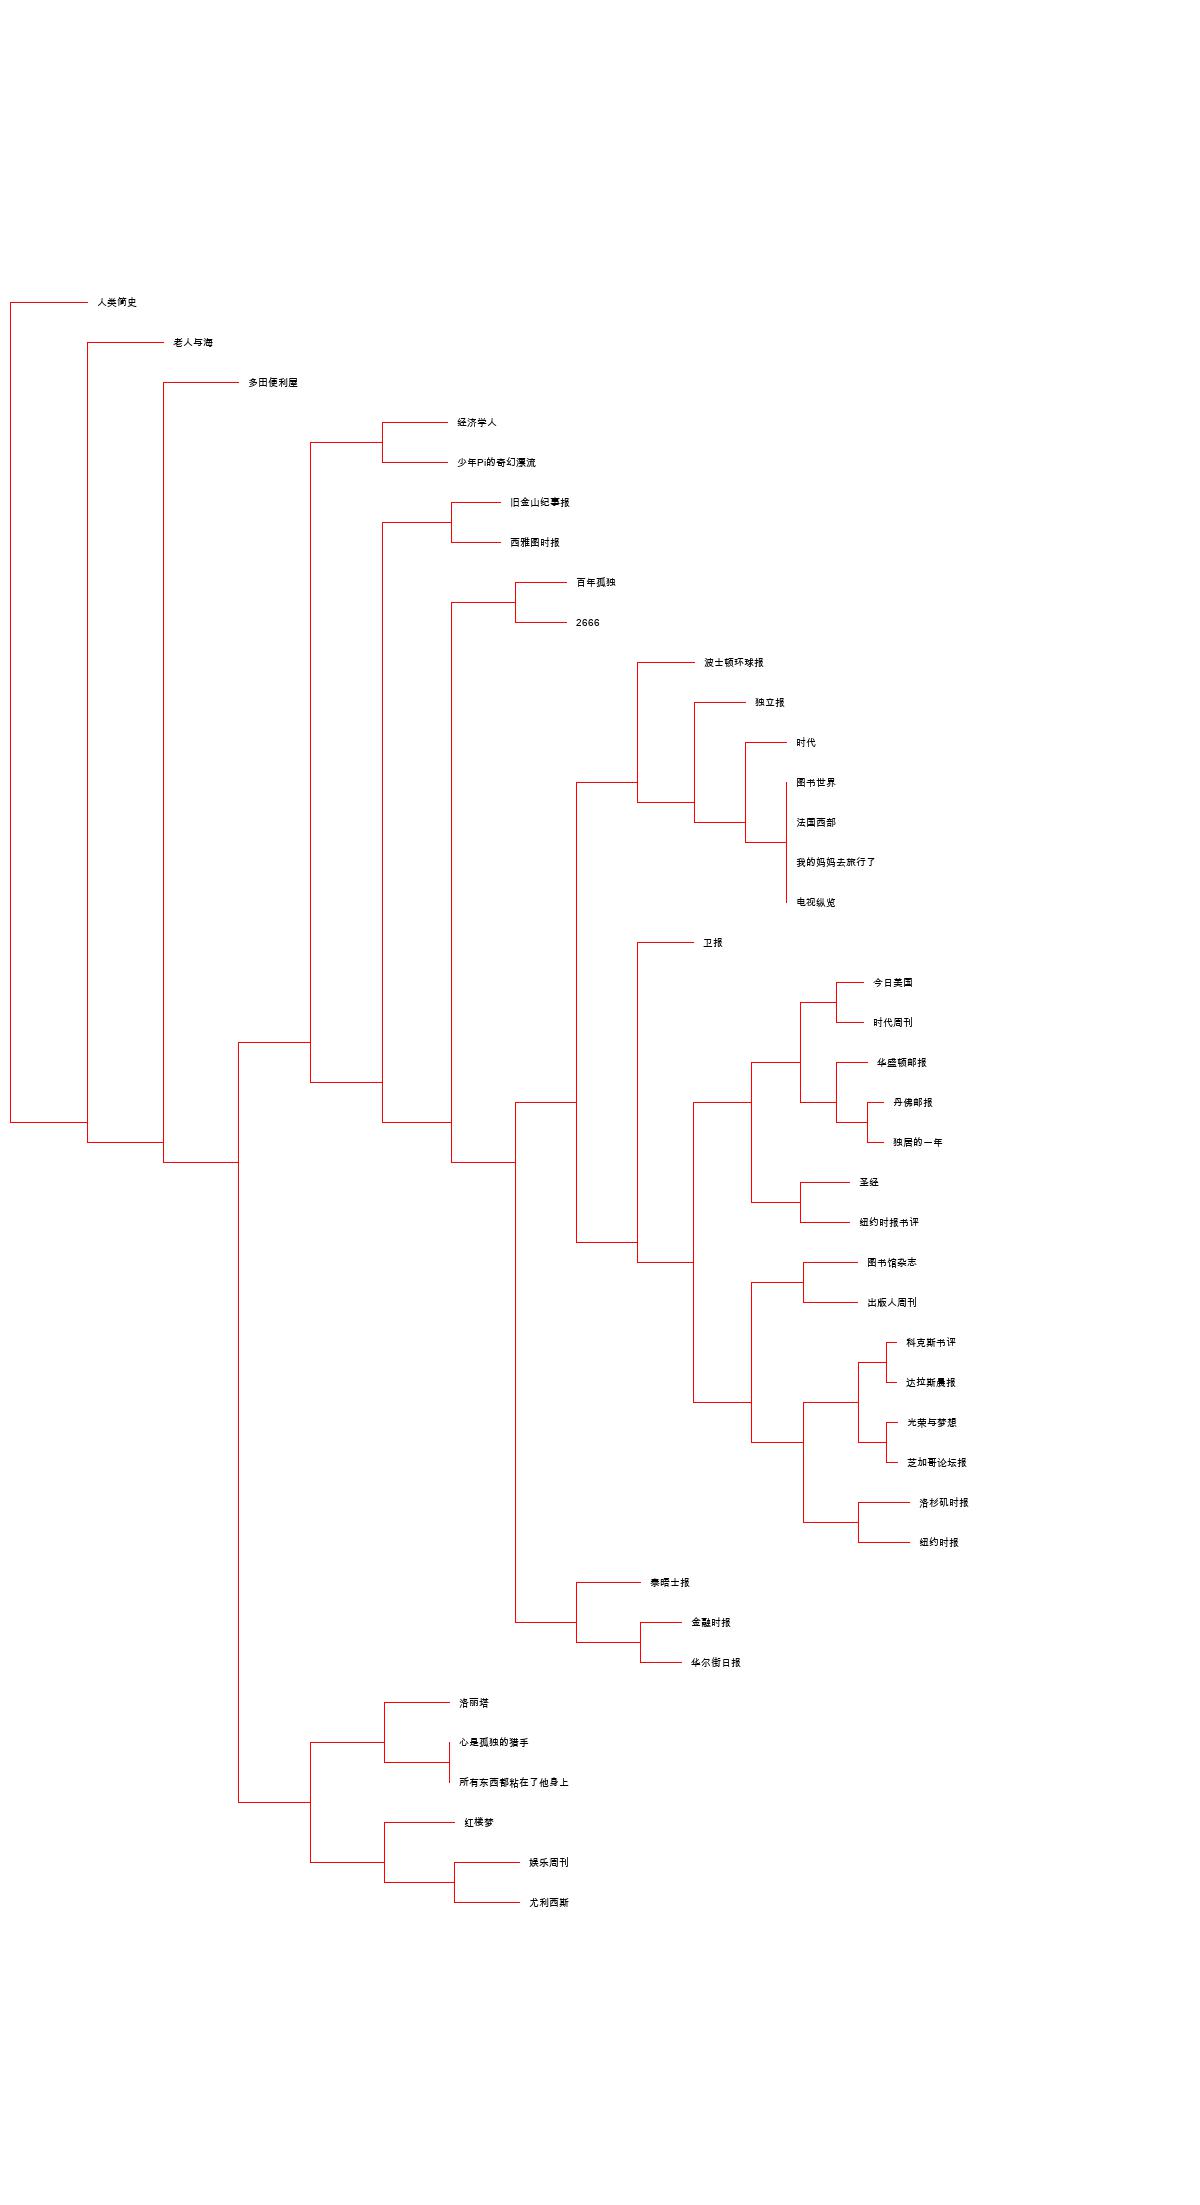 人类简史
老人与海
多田便利屋
经济学人
少年Pi的奇幻漂流
旧金山纪事报
西雅图时报
百年孤独
2666
波士顿环球报
独立报
时代
图书世界
法国西部
我的妈妈去旅行了
电视纵览
卫报
今日美国
时代周刊
华盛顿邮报
丹佛邮报
独居的一年
圣经
纽约时报书评
图书馆杂志
出版人周刊
科克斯书评
达拉斯晨报
光荣与梦想
芝加哥论坛报
洛杉矶时报
纽约时报
泰晤士报
金融时报
华尔街日报
洛丽塔
心是孤独的猎手
所有东西都粘在了他身上
红楼梦
娱乐周刊
尤利西斯